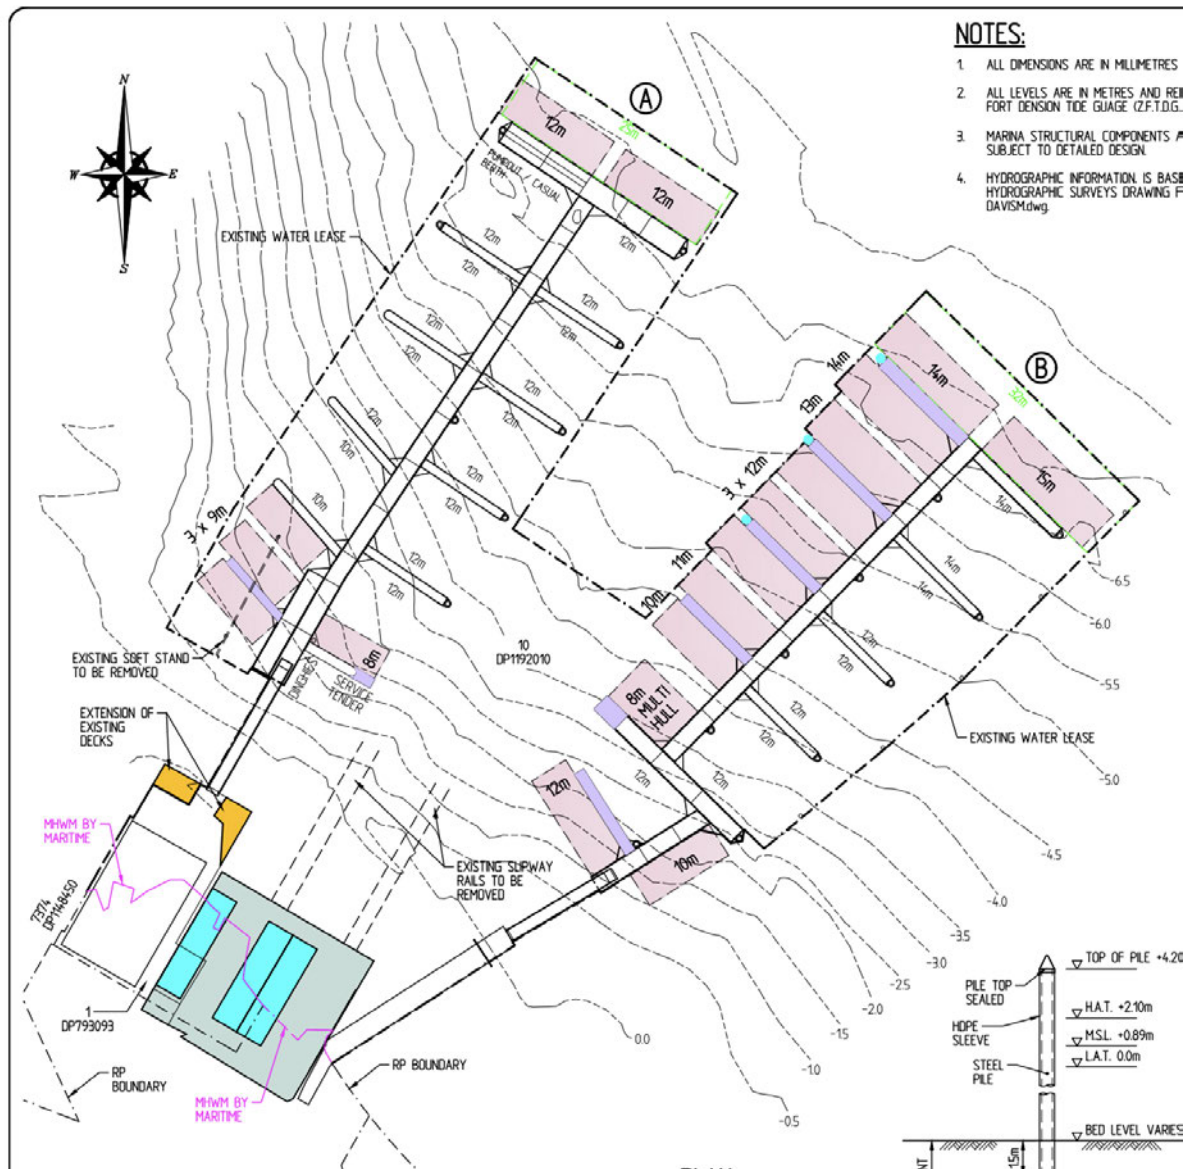 NOTES:
1. ALL DIMENSIONS ARE IN MILLIMETRES
2. ALL LEVELS ARE IN METRES AND
FORT DENSION TIDE GUAGE (Z.F.T.D.G.
3. MARINA STRUCTURAL COMPONENTS
SUBJECT TO DETAILED DESIGN.
4. HYDROGRAPHIC INFORMATION. IS
HYDROGRAPHIC SURVEYS DRAWING
DAVISM.dwg.
N
W E
S
A
25m
12m
12m
PUMPOUT / CASUAL
BERTH
EXISTING WATER LEASE
12m
12m
12m
12m
12m
12m
12m
12m
12m
12m
10m
12m
12m
10m
12m
12m
3 x 9m
B
32m
14m
14m
15m
13m
3 x 12m
11m
10m
14m
14m
14m
12m
12m
12m
12m
12m
12m
8m
MULTI
HULL
12m
10m
10
DP1192010
EXISTING SOFT STAND
TO BE REMOVED
DINGHIES
8m
SERVICE
TENDER
EXTENSION OF
EXISTING
DECKS
EXISTING WATER LEASE
MHWM BY
MARITIME
EXISTING SLIPWAY
RAILS TO BE
REMOVED
7374
DP1148450
1
DP793093
RP
BOUNDARY
MHWM BY
MARITIME
RP BOUNDARY
-6.5
-6.0
-5.5
-5.0
-4.5
-4.0
-3.5
-3.0
-2.5
-2.0
-1.5
-1.0
-0.5
0.0
TOP OF PILE +4.20
PILE TOP
SEALED
H.A.T. +2.10m
HDPE
SLEEVE
M.S.L. +0.89m
L.A.T. 0.0m
STEEL
PILE
BED LEVEL VARIES